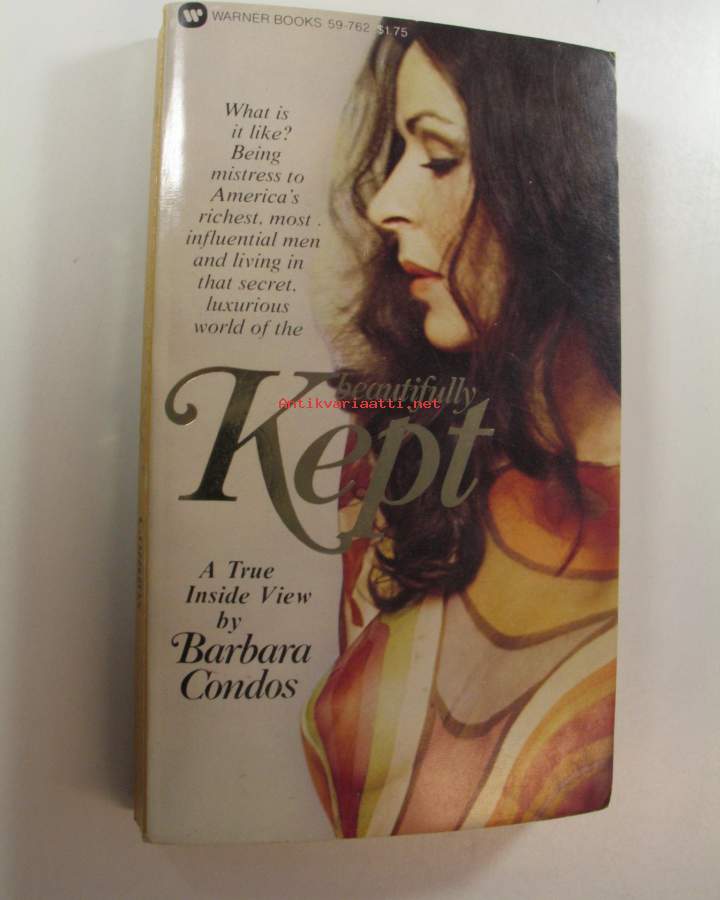 WARNER BOOKS 59-762 $1.75
What is
it like?
Being
mistress to
America's
richest, most
influential men
and living in
that secret,
luxurious
world of the
beautifully
Antikvariaatti.net
Kept
A True
Inside View
by
Barbara
Condos